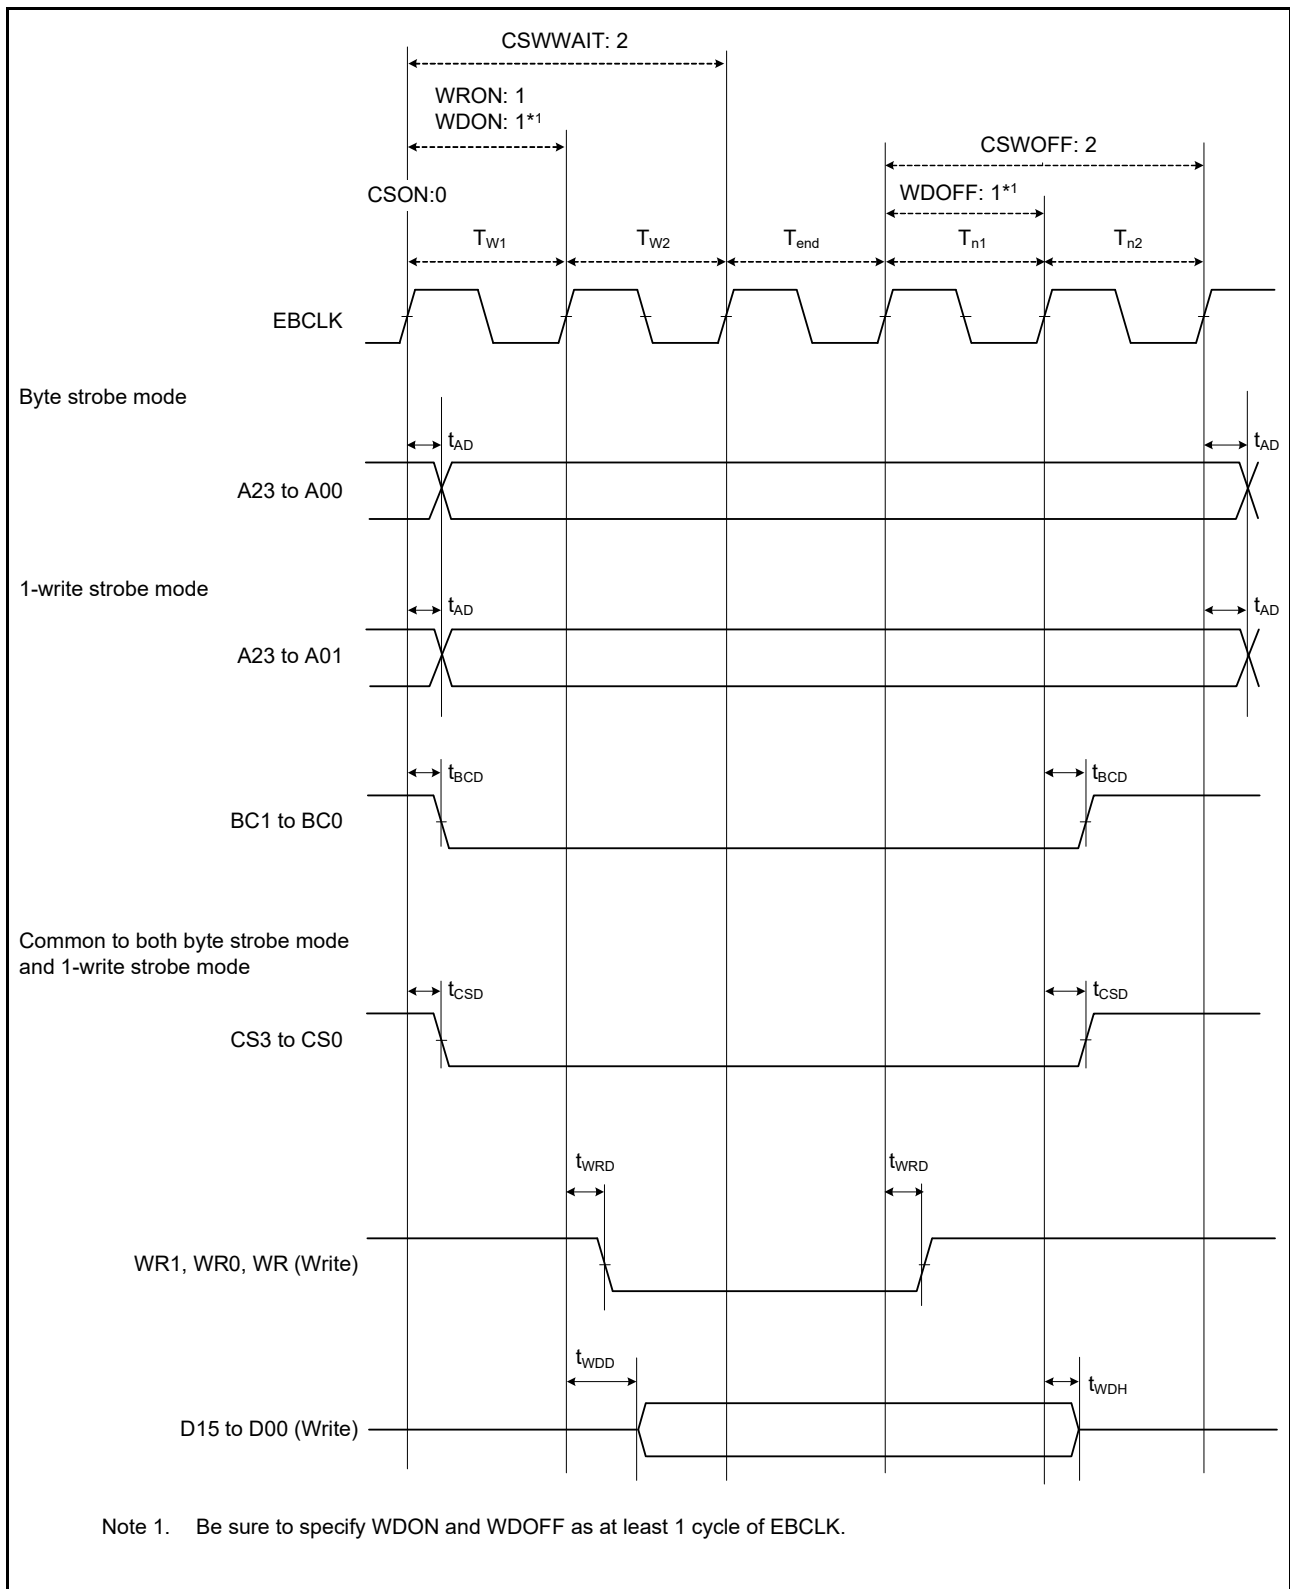 CSWWAIT: 2
WRON: 1
WDON: 1*1
CSWOFF: 2
CSON:0
WDOFF: 1*1
TW1
TW2
Tend
Tn1
Tn2
EBCLK
Byte strobe mode
tAD
tAD
A23 to A00
1-write strobe mode
tAD
tAD
A23 to A01
tBCD
tBCD
BC1 to BC0
Common to both byte strobe mode
and 1-write strobe mode
tCSD
tCSD
CS3 to CS0
tWRD
tWRD
WR1, WR0, WR (Write)
tWDD
tWDH
D15 to D00 (Write)
Note 1. Be sure to specify WDON and WDOFF as at least 1 cycle of EBCLK.